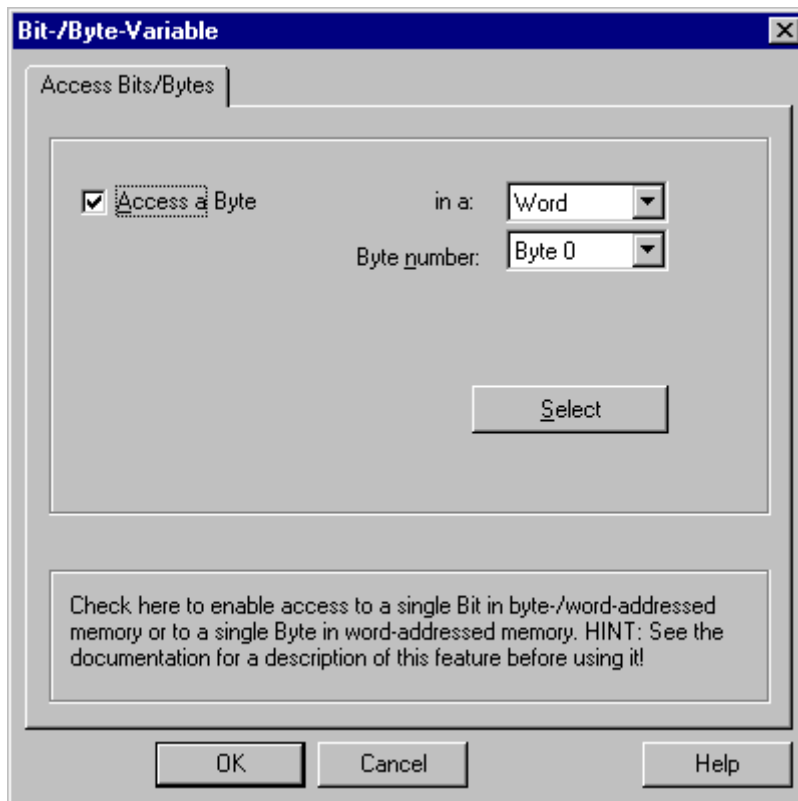 Bit-/Byte-Variable
Access Bits/Bytes
Access a Byte in a: Word
Byte number: Byte 0
Select
Check here to enable access to a single Bit in byte-/word-addressed
memory or to a single Byte in word-addressed memory. HINT: See the
documentation for a description of this feature before using it!
OK Cancel Help